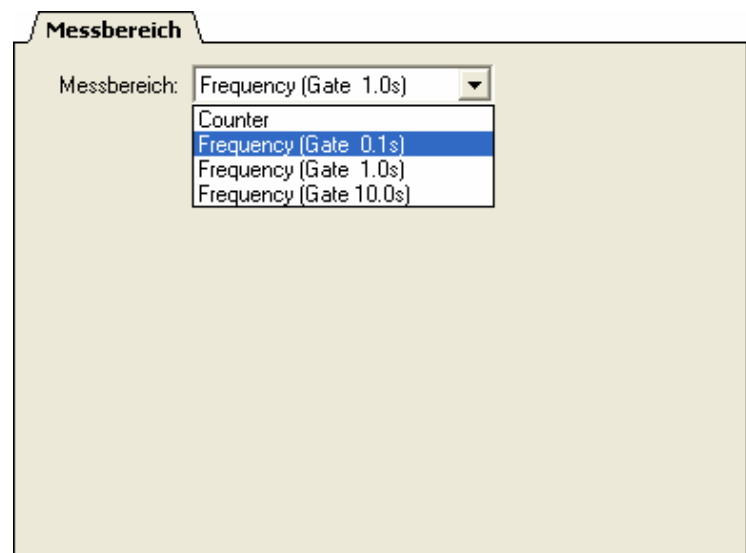 Messbereich
Messbereich: Frequency (Gate  1.0s)
Counter
Frequency (Gate  0.1s)
Frequency (Gate  1.0s)
Frequency (Gate 10.0s)